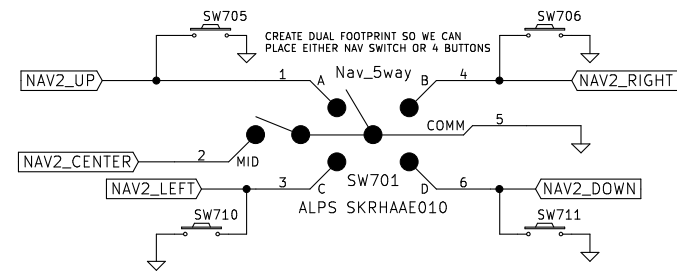 SW705
SW706
CREATE DUAL FOOTPRINT SO WE CAN
PLACE EITHER NAV SWITCH OR 4 BUTTONS
NAV2_UP
1
A
Nav_5way
B
4
NAV2_RIGHT
COMM
5
NAV2_CENTER
2
MID
NAV2_LEFT
3
C
SW701
D
6
NAV2_DOWN
SW710
ALPS SKRHAAE010
SW711